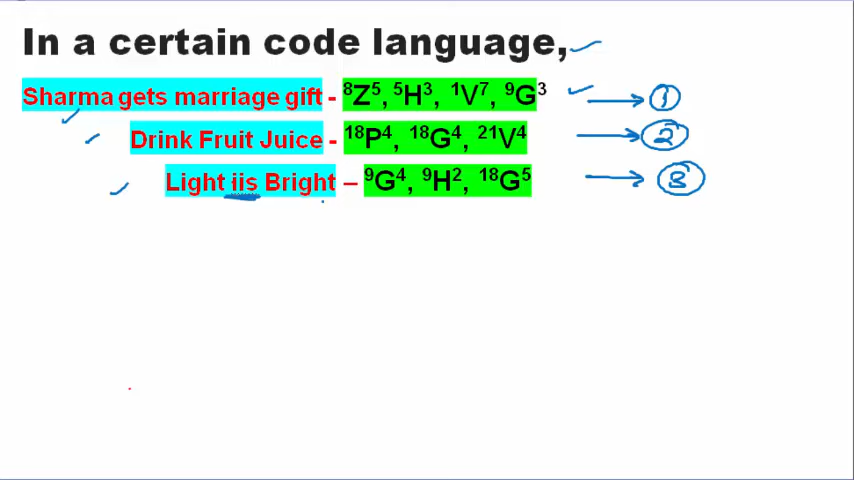 In a certain code language,
Sharma gets marriage gift - ⁸Z⁵, ⁵H³, ¹V⁷, ⁹G³ → 1
Drink Fruit Juice - ¹⁸P⁴, ¹⁸G⁴, ²¹V⁴ → 2
Light iis Bright – ⁹G⁴, ⁹H², ¹⁸G⁵ → 3